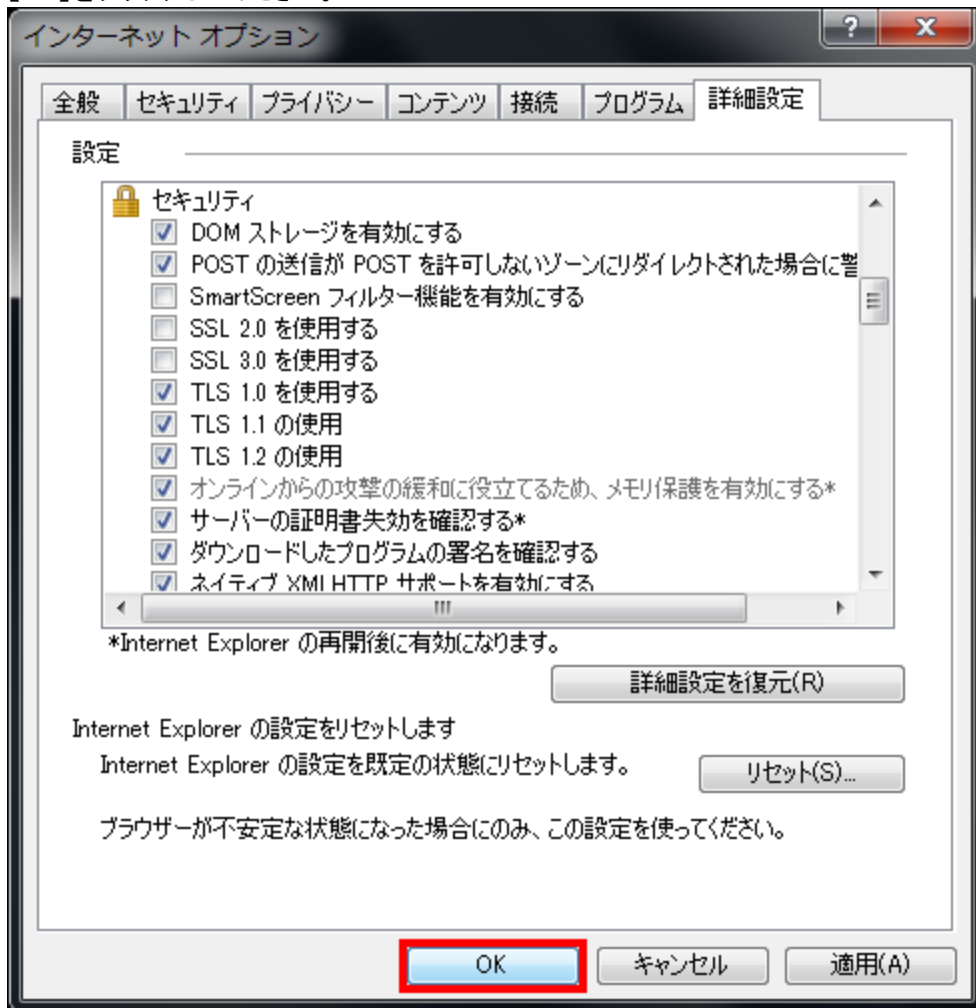 インターネット オプション
全般 セキュリティ プライバシー コンテンツ 接続 プログラム 詳細設定
設定
セキュリティ
DOM ストレージを有効にする
POST の送信が POST を許可しないゾーンにリダイレクトされた場合に警
SmartScreen フィルター機能を有効にする
SSL 2.0 を使用する
SSL 3.0 を使用する
TLS 1.0 を使用する
TLS 1.1 の使用
TLS 1.2 の使用
オンラインからの攻撃の緩和に役立てるため、メモリ保護を有効にする*
サーバーの証明書失効を確認する*
ダウンロードしたプログラムの署名を確認する
ネイティブ XMLHTTP サポートを有効にする
*Internet Explorer の再開後に有効になります。
詳細設定を復元(R)
Internet Explorer の設定をリセットします
Internet Explorer の設定を既定の状態にリセットします。
リセット(S)...
ブラウザーが不安定な状態になった場合にのみ、この設定を使ってください。
OK キャンセル 適用(A)